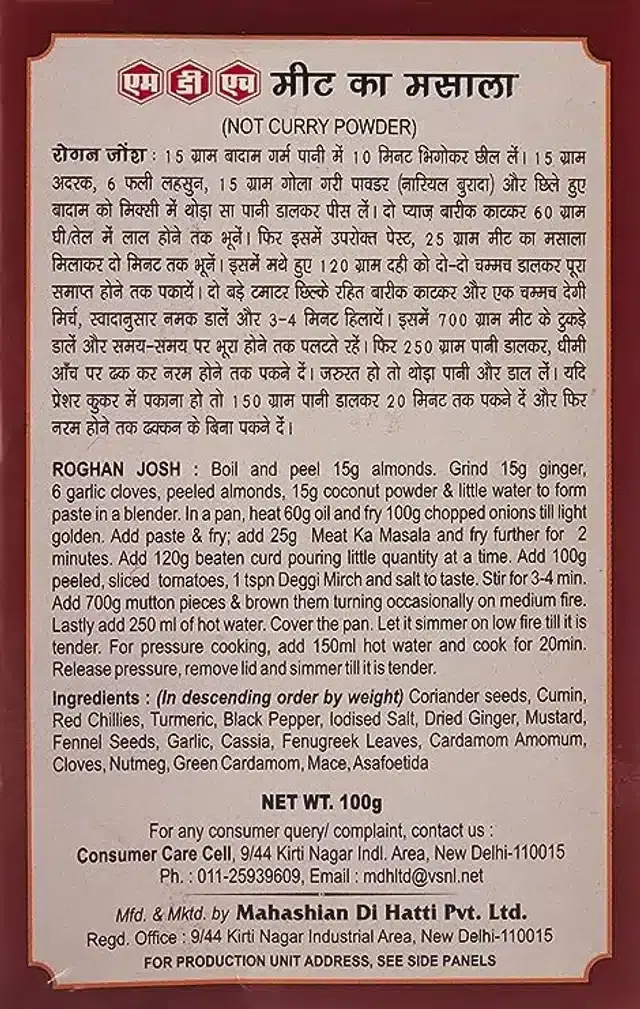 एम डी एच मीट का मसाला
(NOT CURRY POWDER)
रोगन जोश : 15 ग्राम बादाम गर्म पानी में 10 मिनट भिगोकर छील लें। 15 ग्राम
अदरक, 6 फली लहसुन, 15 ग्राम गोला गरी पावडर (नारियल बुरादा) और छिले हुए
बादाम को मिक्सी में थोड़ा सा पानी डालकर पीस लें। दो प्याज़ बारीक काटकर 60 ग्राम
घी/तेल में लाल होने तक भूनें। फिर इसमें उपरोक्त पेस्ट, 25 ग्राम मीट का मसाला
मिलाकर दो मिनट तक भूनें। इसमें मथे हुए 120 ग्राम दही को दो-दो चम्मच डालकर पूरा
समाप्त होने तक पकायें। दो बड़े टमाटर छिल्के रहित बारीक काटकर और एक चम्मच देगी
मिर्च, स्वादानुसार नमक डालें और 3-4 मिनट हिलायें। इसमें 700 ग्राम मीट के टुकड़े
डालें और समय-समय पर भूरा होने तक पलटते रहें। फिर 250 ग्राम पानी डालकर, धीमी
आँच पर ढक कर नरम होने तक पकने दें। जरुरत हो तो थोड़ा पानी और डाल लें। यदि
प्रेशर कुकर में पकाना हो तो 150 ग्राम पानी डालकर 20 मिनट तक पकने दें और फिर
नरम होने तक ढक्कन के बिना पकने दें।
ROGHAN JOSH : Boil and peel 15g almonds. Grind 15g ginger,
6 garlic cloves, peeled almonds, 15g coconut powder & little water to form
paste in a blender. In a pan, heat 60g oil and fry 100g chopped onions till light
golden. Add paste & fry; add 25g Meat Ka Masala and fry further for 2
minutes. Add 120g beaten curd pouring little quantity at a time. Add 100g
peeled, sliced tomatoes, 1 tspn Deggi Mirch and salt to taste. Stir for 3-4 min.
Add 700g mutton pieces & brown them turning occasionally on medium fire.
Lastly add 250 ml of hot water. Cover the pan. Let it simmer on low fire till it is
tender. For pressure cooking, add 150ml hot water and cook for 20min.
Release pressure, remove lid and simmer till it is tender.
Ingredients : (In descending order by weight) Coriander seeds, Cumin,
Red Chillies, Turmeric, Black Pepper, Iodised Salt, Dried Ginger, Mustard,
Fennel Seeds, Garlic, Cassia, Fenugreek Leaves, Cardamom Amomum,
Cloves, Nutmeg, Green Cardamom, Mace, Asafoetida
NET WT. 100g
For any consumer query/ complaint, contact us :
Consumer Care Cell, 9/44 Kirti Nagar Indl. Area, New Delhi-110015
Ph. : 011-25939609, Email : mdhltd@vsnl.net
Mfd. & Mktd. by Mahashian Di Hatti Pvt. Ltd.
Regd. Office : 9/44 Kirti Nagar Industrial Area, New Delhi-110015
FOR PRODUCTION UNIT ADDRESS, SEE SIDE PANELS